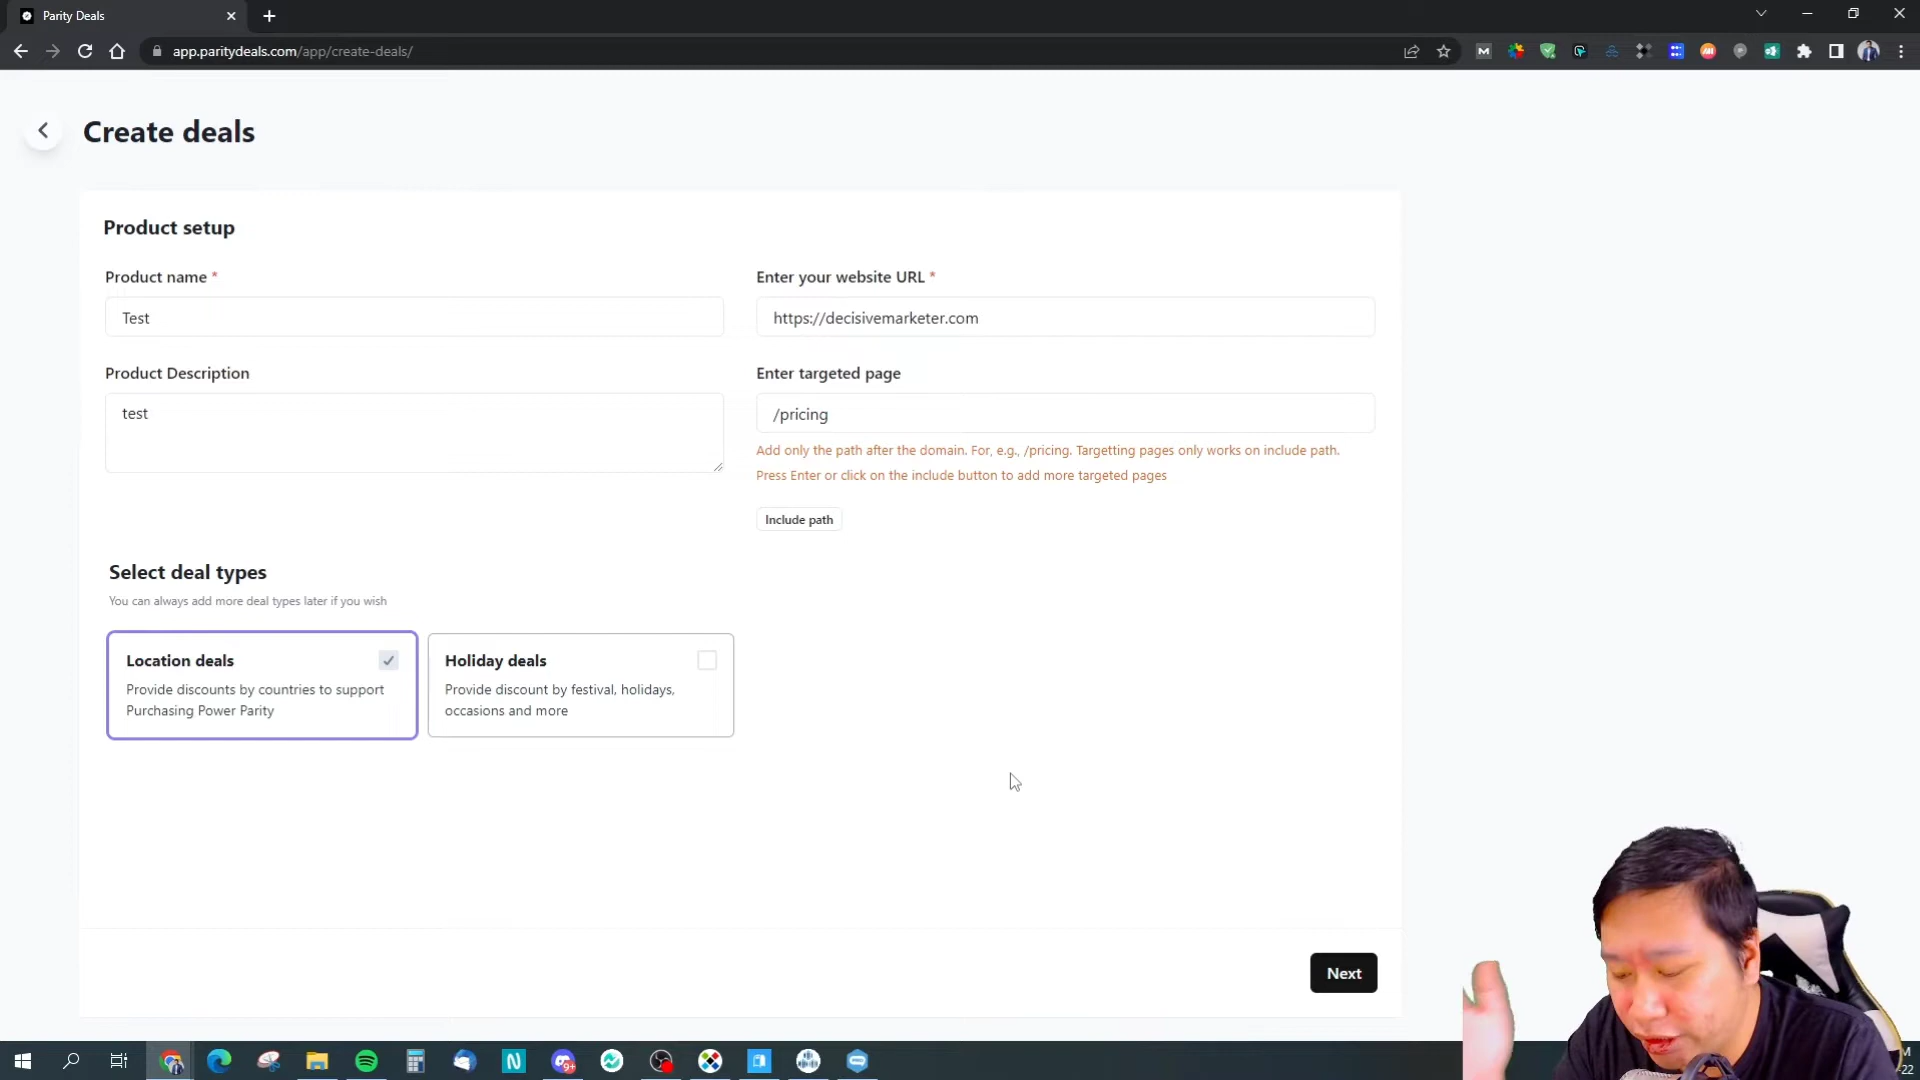 Parity Deals
app.paritydeals.com/app/create-deals/
Create deals
Product setup
Product name *
Enter your website URL *
Test
https://decisivemarketer.com
Product Description
Enter targeted page
test
/pricing
Add only the path after the domain. For, e.g., /pricing. Targetting pages only works on include path.
Press Enter or click on the include button to add more targeted pages
Include path
Select deal types
You can always add more deal types later if you wish
Location deals
Provide discounts by countries to support
Purchasing Power Parity
Holiday deals
Provide discount by festival, holidays,
occasions and more
Next
9+
M
22